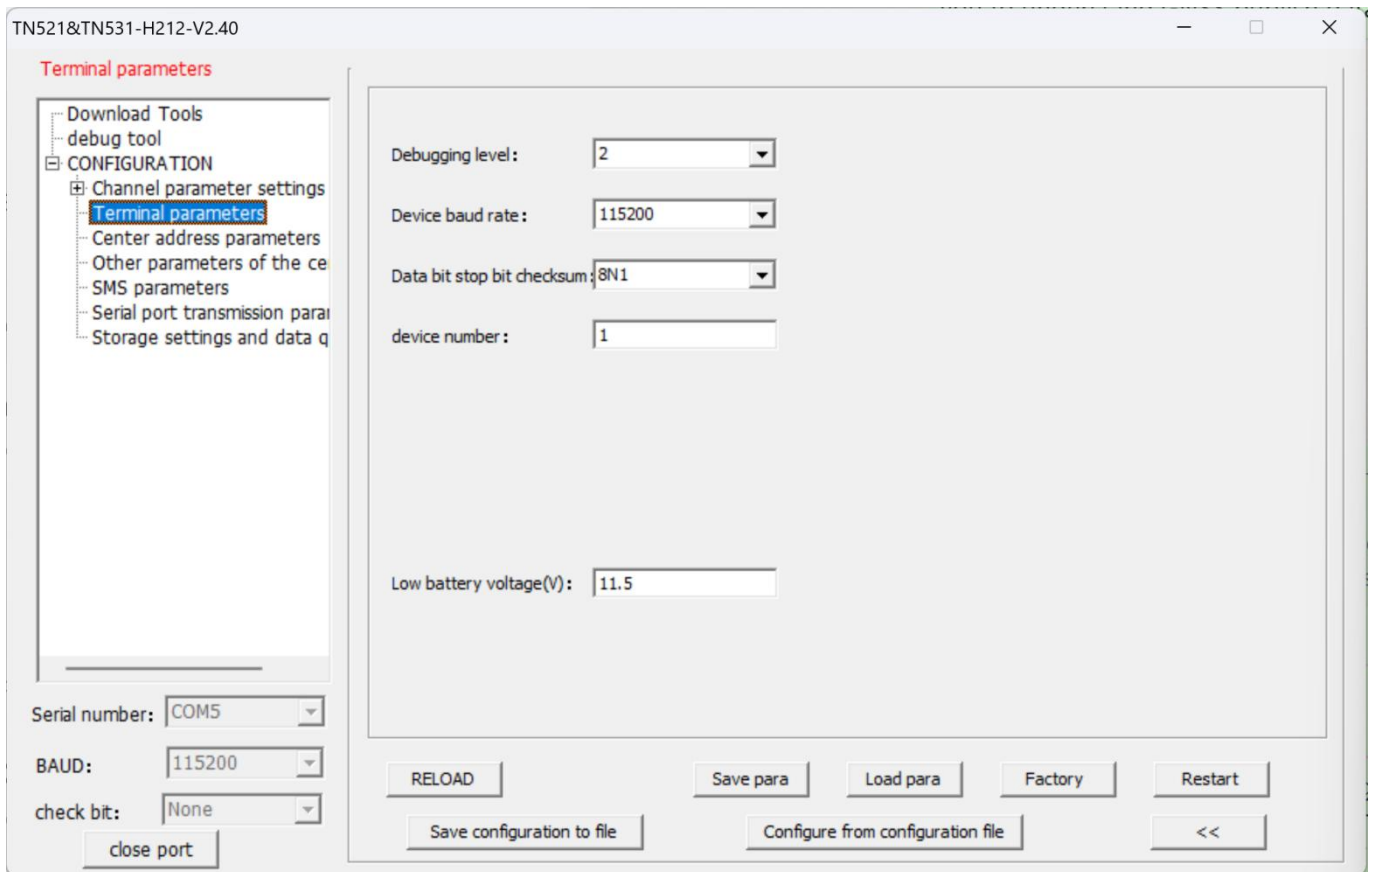 TN521&TN531-H212-V2.40
Terminal parameters
Download Tools
debug tool
CONFIGURATION
Channel parameter settings
Terminal parameters
Center address parameters
Other parameters of the ce
SMS parameters
Serial port transmission para
Storage settings and data q
Serial number: COM5
BAUD: 115200
check bit: None
close port
Debugging level: 2
Device baud rate: 115200
Data bit stop bit checksum: 8N1
device number: 1
Low battery voltage(V): 11.5
RELOAD Save para Load para Factory Restart
Save configuration to file Configure from configuration file <<